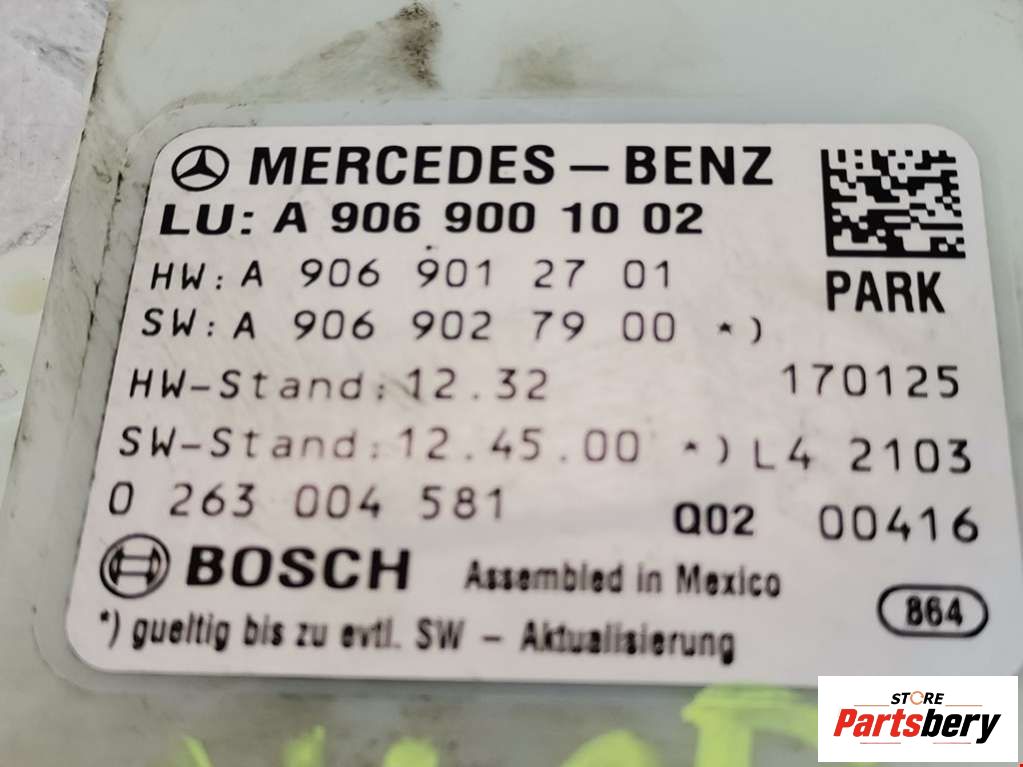 MERCEDES-BENZ
LU: A 906 900 10 02
PARK
HW: A 906 901 27 01
SW: A 906 902 79 00 *)
HW-Stand: 12.32 170125
SW-Stand: 12.45.00 *) L4 2103
0 263 004 581 Q02 00416
BOSCH Assembled in Mexico
864
*) gueltig bis zu evtl. SW - Aktualisierung
STORE
Partsbery